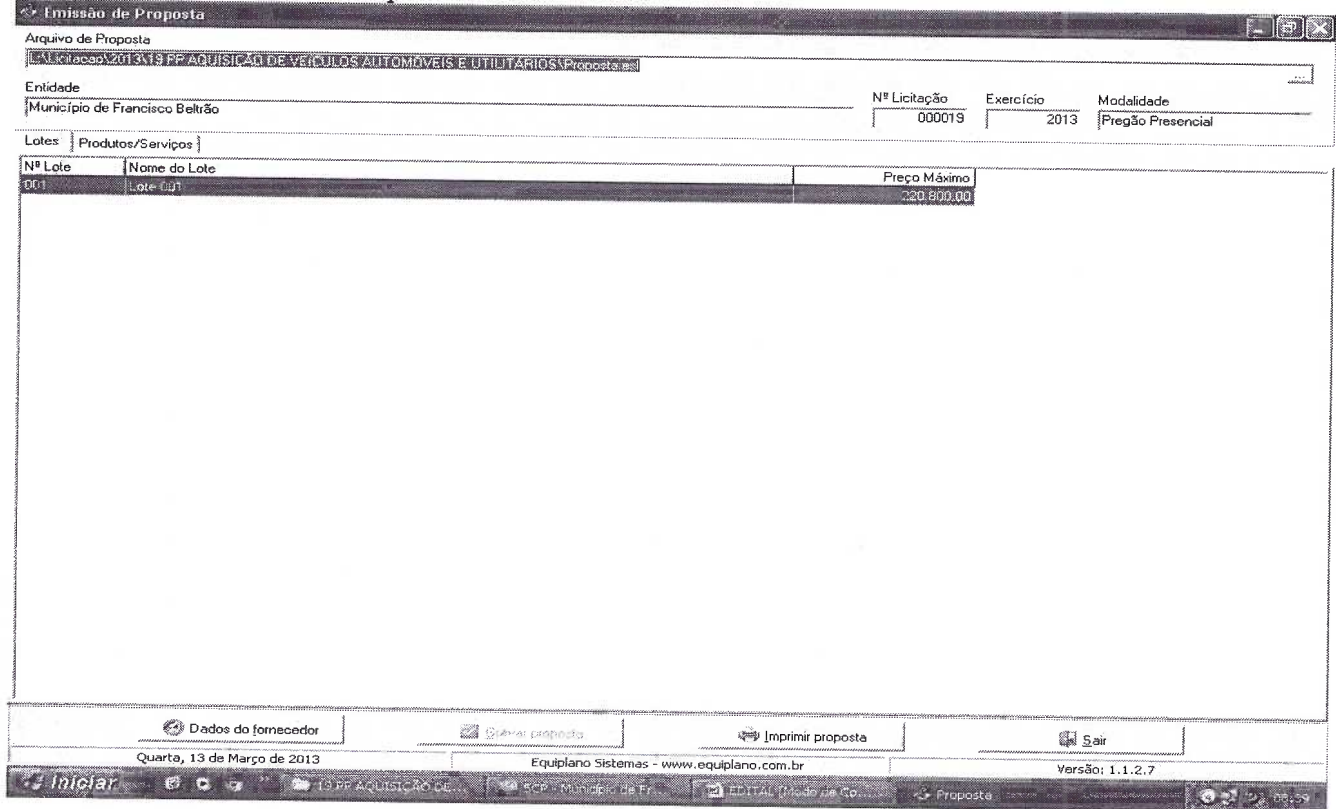 Emissão de Proposta
Arquivo de Proposta
L:\Licitacao\2013\19 PP AQUISIÇÃO DE VEÍCULOS AUTOMÓVEIS E UTILITÁRIOS\Proposta.esl
...
Entidade
Nº Licitação Exercício Modalidade
Município de Francisco Beltrão 000019 2013 Pregão Presencial
Lotes Produtos/Serviços
Nº Lote Nome do Lote Preço Máximo
001 Lote 001 220.800,00
Dados do fornecedor Gravar proposta Imprimir proposta Sair
Quarta, 13 de Março de 2013 Equiplano Sistemas - www.equiplano.com.br Versão: 1.1.2.7
Iniciar 19 PP AQUISIÇÃO DE... SCP - Município de Fr... EDITAL [Modo de Co... Proposta